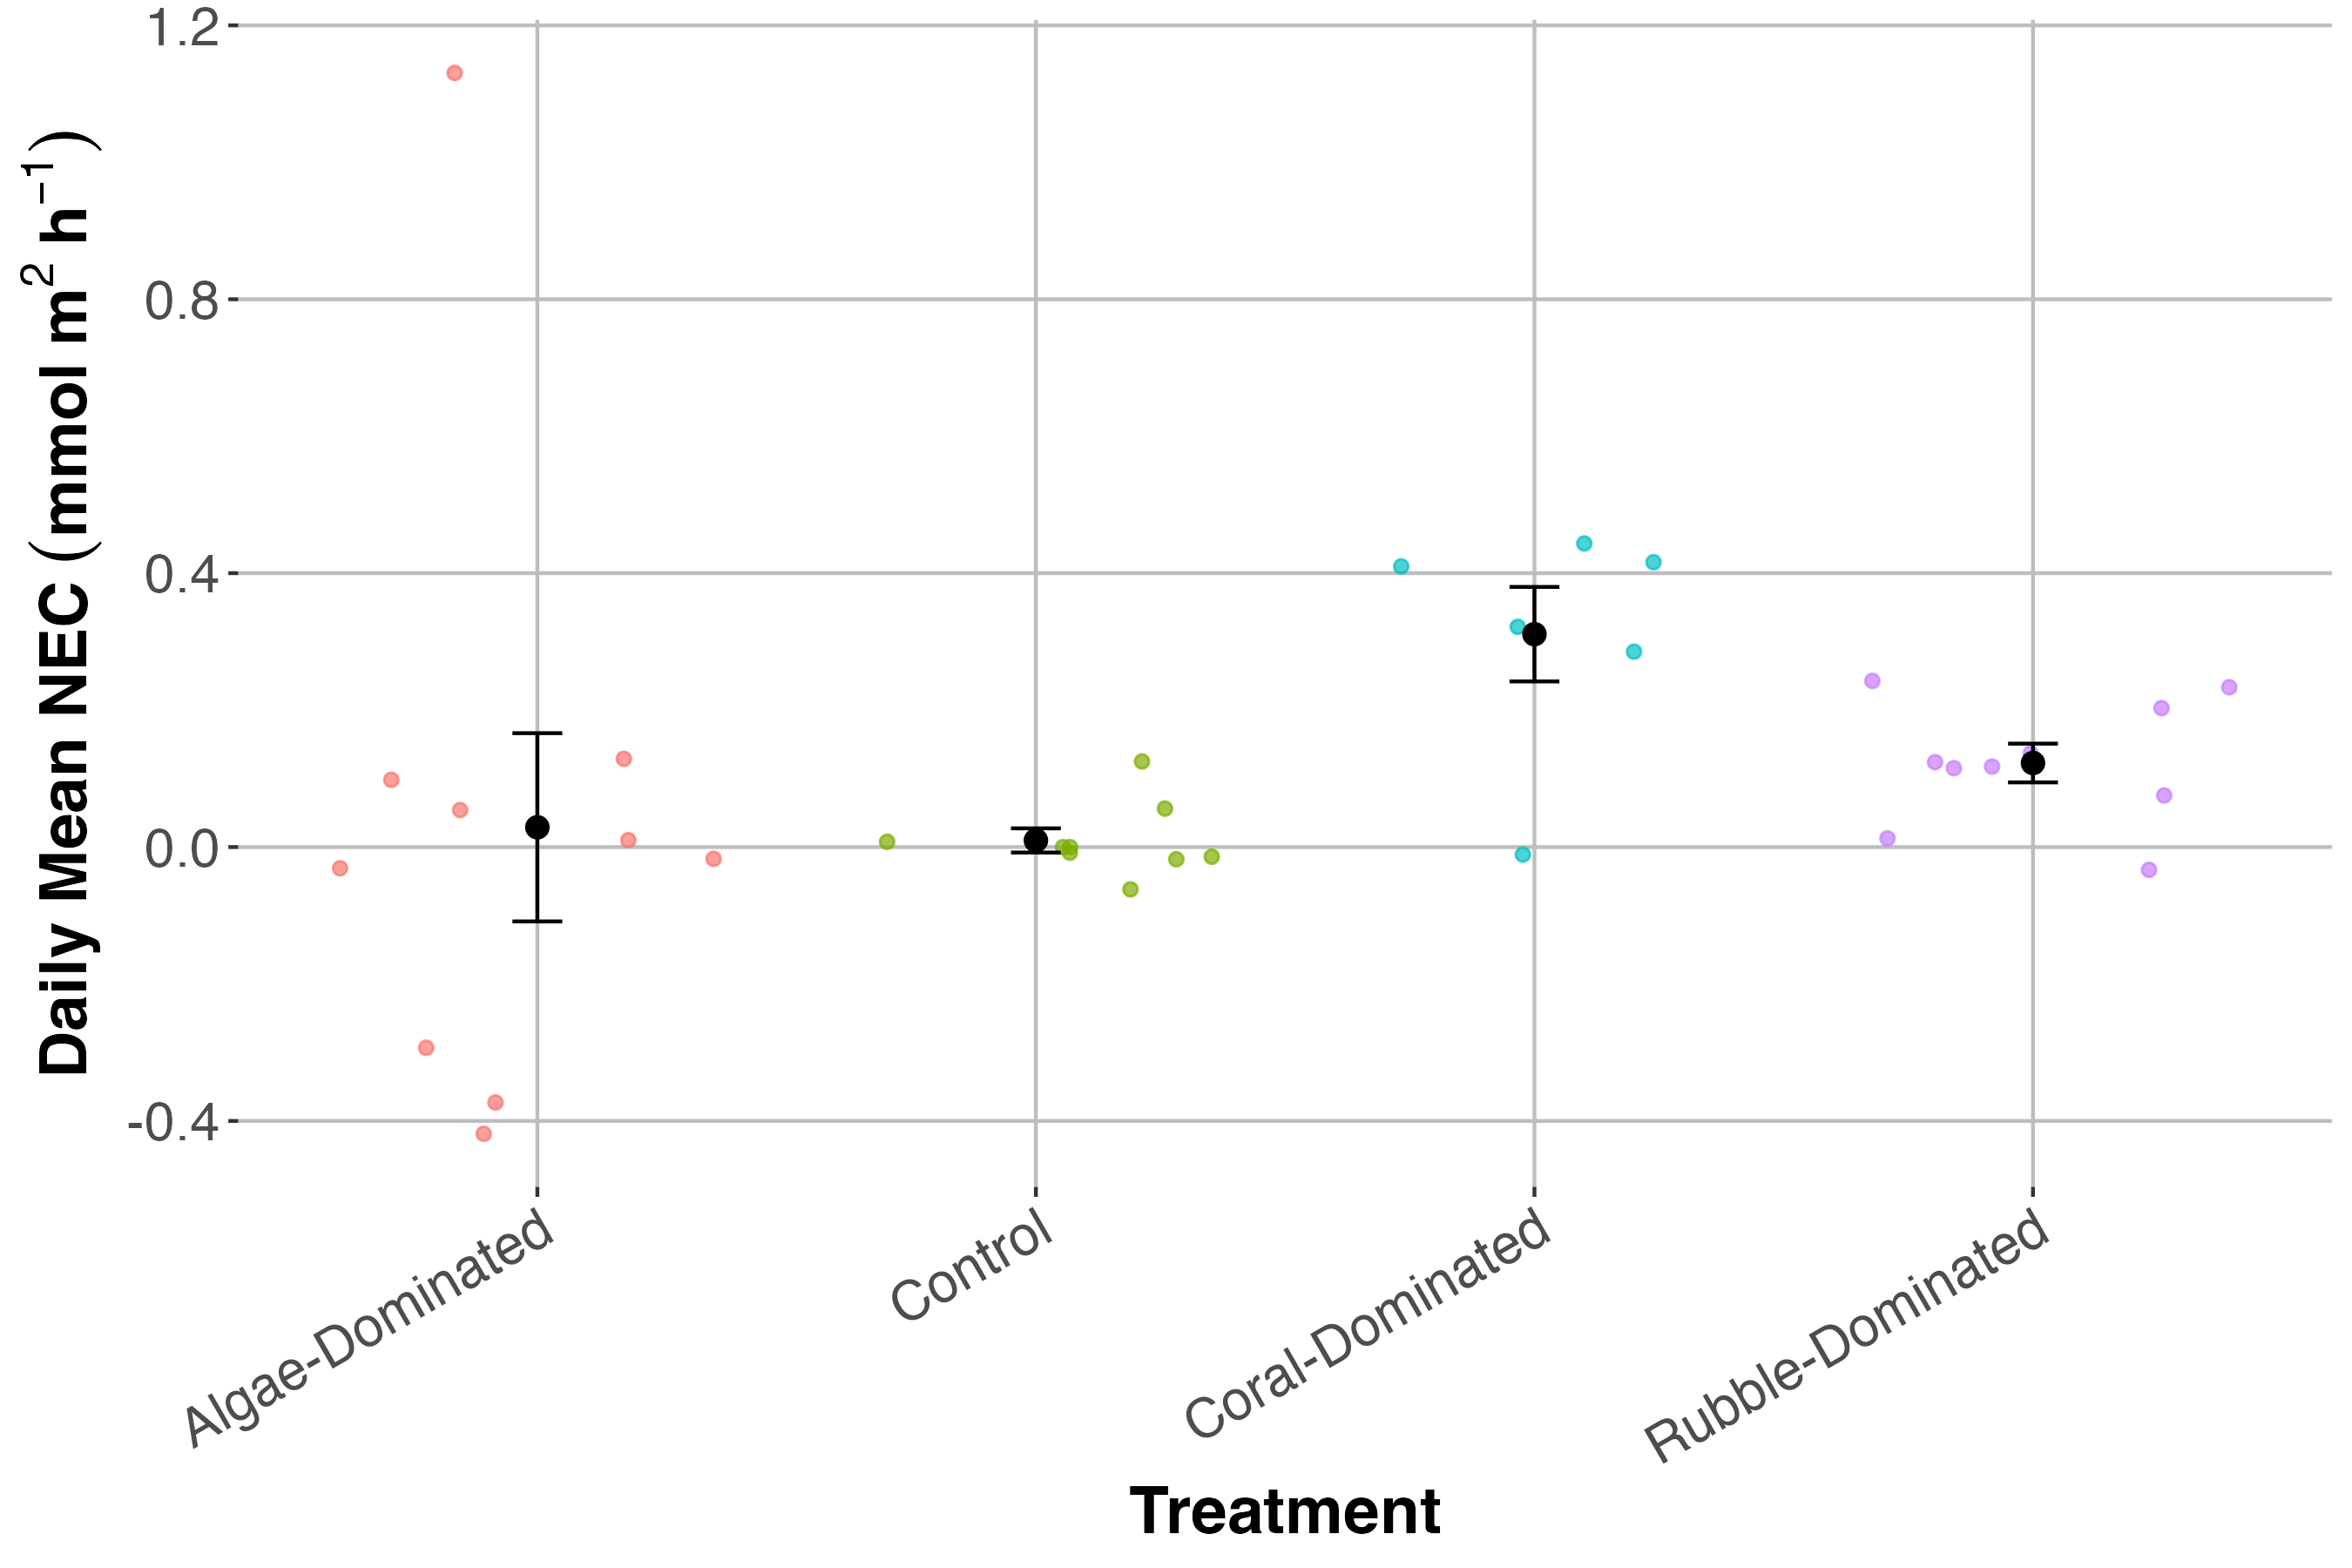 Daily Mean NEC (mmol m² h⁻¹)
1.2
0.8
0.4
0.0
-0.4
Algae-Dominated
Control
Coral-Dominated
Rubble-Dominated
Treatment